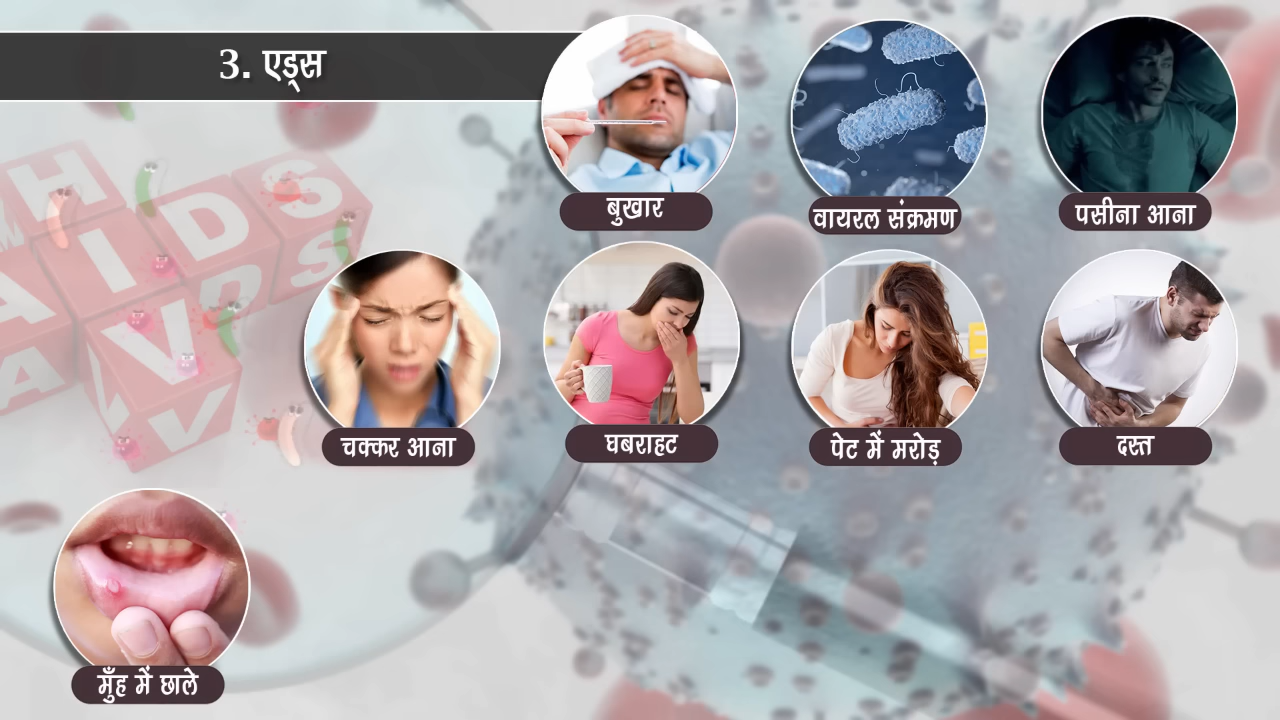 3. एड्स
बुखार
वायरल संक्रमण
पसीना आना
चक्कर आना
घबराहट
पेट में मरोड़
दस्त
मुँह में छाले
H
A I D S
A V D S
V V